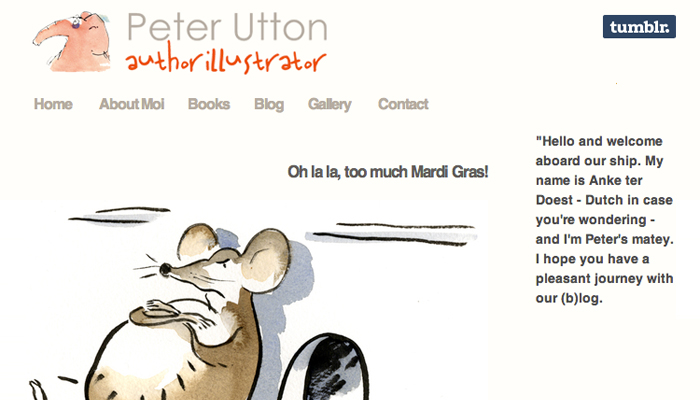 Peter Utton
authorillustrator
tumblr.
Home About Moi Books Blog Gallery Contact
Oh la la, too much Mardi Gras!
"Hello and welcome
aboard our ship. My
name is Anke ter
Doest - Dutch in case
you're wondering -
and I'm Peter's matey.
I hope you have a
pleasant journey with
our (b)log.